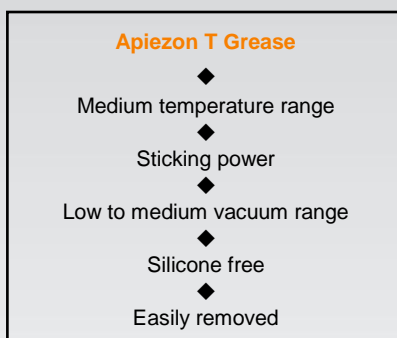 Apiezon T Grease
◆
Medium temperature range
◆
Sticking power
◆
Low to medium vacuum range
◆
Silicone free
◆
Easily removed